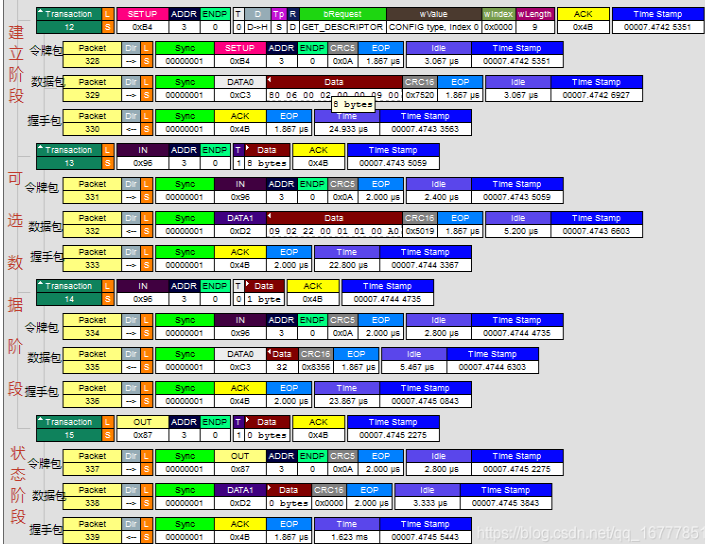 Transaction L SETUP ADDR ENDP T D Tp R bRequest wValue wIndex wLength ACK Time Stamp
12 S 0xB4 3 0 0 D->H S D GET_DESCRIPTOR CONFIG type, Index 0 0x0000 9 0x4B 00007.4742 5351
建立阶段
令牌包 Packet Dir L Sync SETUP ADDR ENDP CRC5 EOP Idle Time Stamp
328 --> S 00000001 0xB4 3 0 0x0A 1.867 µs 3.067 µs 00007.4742 5351
数据包 Packet Dir L Sync DATA0 Data CRC16 EOP Idle Time Stamp
329 --> S 00000001 0xC3 80 06 00 02 00 00 09 00 0x7520 1.867 µs 3.067 µs 00007.4742 6927
8 bytes
握手包 Packet Dir L Sync ACK EOP Time Time Stamp
330 <-- S 00000001 0x4B 1.867 µs 24.933 µs 00007.4743 3563
Transaction L IN ADDR ENDP T Data ACK Time Stamp
13 S 0x96 3 0 1 8 bytes 0x4B 00007.4743 5059
可选数据阶段
令牌包 Packet Dir L Sync IN ADDR ENDP CRC5 EOP Idle Time Stamp
331 --> S 00000001 0x96 3 0 0x0A 2.000 µs 2.400 µs 00007.4743 5059
数据包 Packet Dir L Sync DATA1 Data CRC16 EOP Idle Time Stamp
332 <-- S 00000001 0xD2 09 02 22 00 01 01 00 A0 0x5019 1.867 µs 5.200 µs 00007.4743 6603
握手包 Packet Dir L Sync ACK EOP Time Time Stamp
333 --> S 00000001 0x4B 2.000 µs 22.800 µs 00007.4744 3367
Transaction L IN ADDR ENDP T Data ACK Time Stamp
14 S 0x96 3 0 0 1 byte 0x4B 00007.4744 4735
令牌包 Packet Dir L Sync IN ADDR ENDP CRC5 EOP Idle Time Stamp
334 --> S 00000001 0x96 3 0 0x0A 2.000 µs 2.800 µs 00007.4744 4735
数据包 Packet Dir L Sync DATA0 Data CRC16 EOP Idle Time Stamp
335 <-- S 00000001 0xC3 32 0x8356 1.867 µs 5.467 µs 00007.4744 6303
握手包 Packet Dir L Sync ACK EOP Time Time Stamp
336 --> S 00000001 0x4B 2.000 µs 23.867 µs 00007.4745 0843
Transaction L OUT ADDR ENDP T Data ACK Time Stamp
15 S 0x87 3 0 1 0 bytes 0x4B 00007.4745 2275
状态阶段
令牌包 Packet Dir L Sync OUT ADDR ENDP CRC5 EOP Idle Time Stamp
337 --> S 00000001 0x87 3 0 0x0A 2.000 µs 2.800 µs 00007.4745 2275
数据包 Packet Dir L Sync DATA1 Data CRC16 EOP Idle Time Stamp
338 --> S 00000001 0xD2 0 bytes 0x0000 2.000 µs 3.333 µs 00007.4745 3843
握手包 Packet Dir L Sync ACK EOP Time Time Stamp
339 <-- S 00000001 0x4B 1.867 µs 1.623 ms 00007.4745 5443
https://blog.csdn.net/qq_16777851